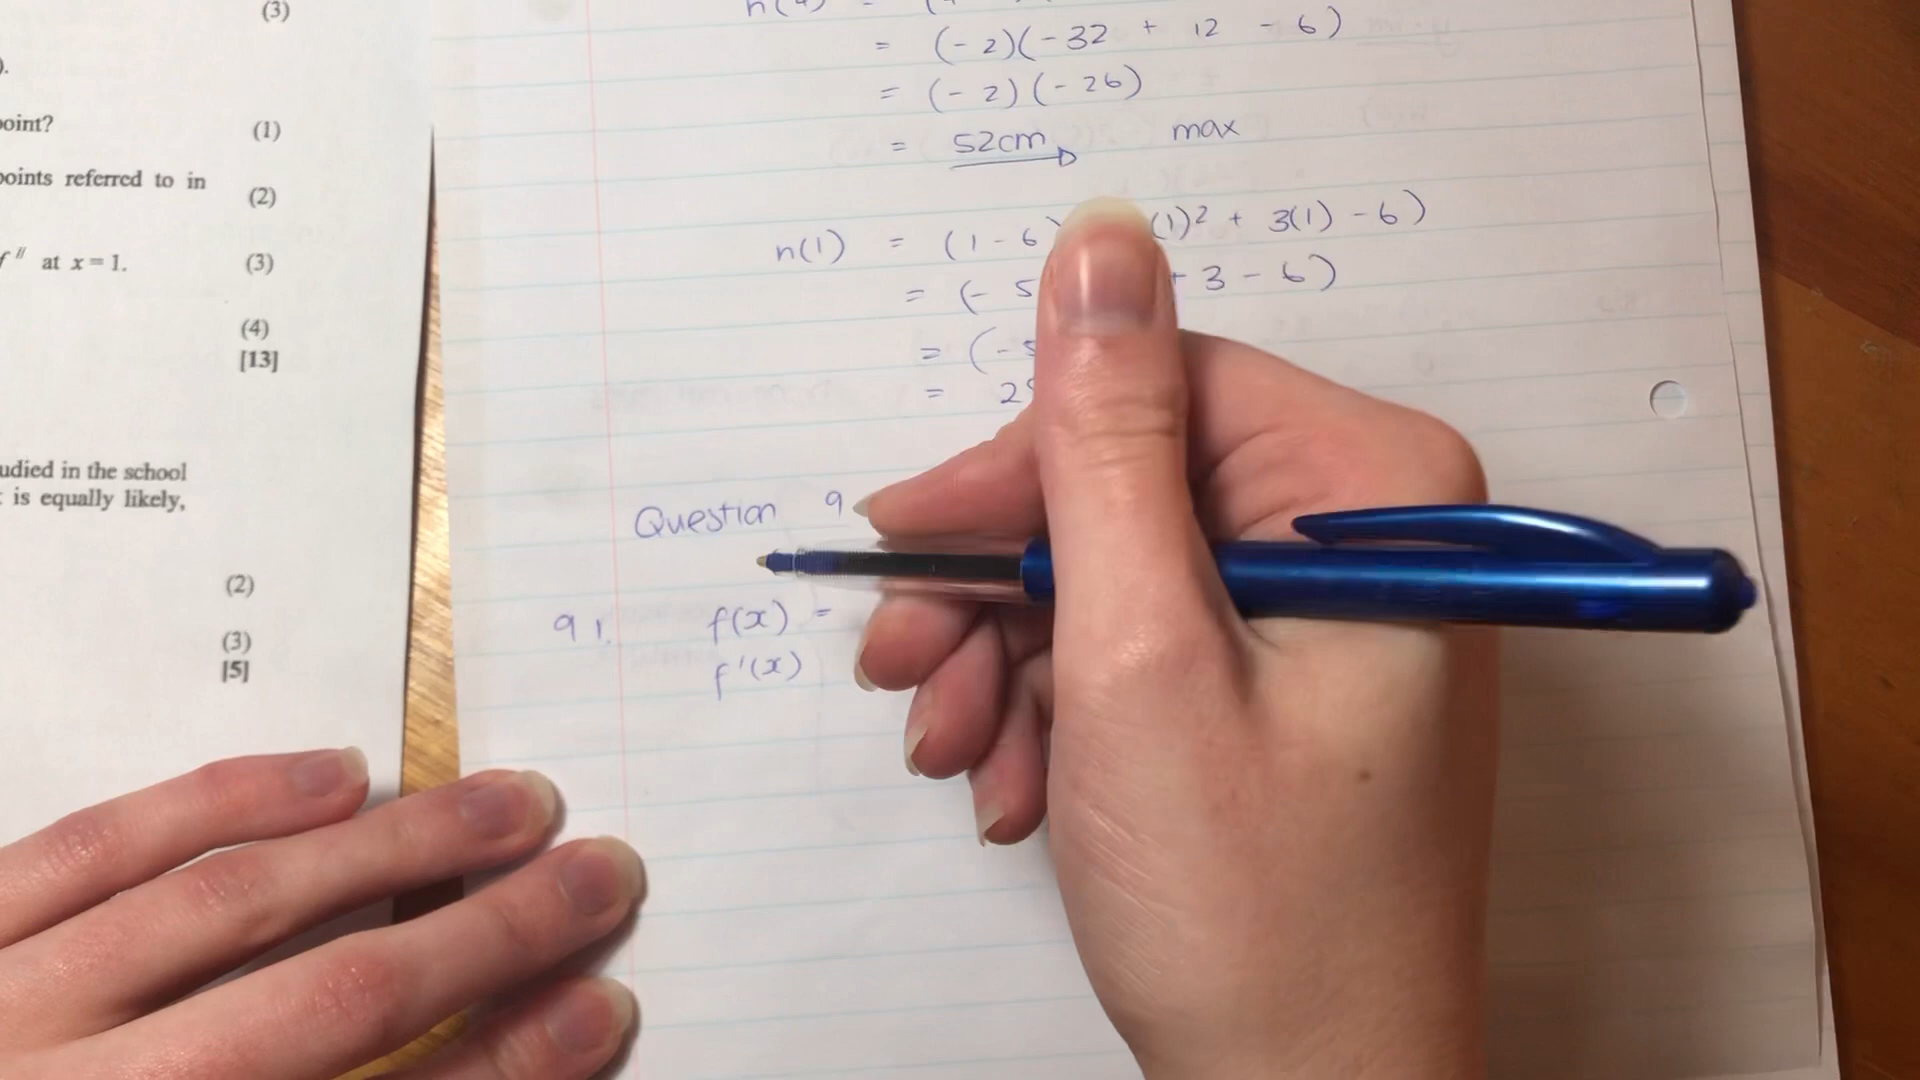 (3)
).
oint?
(1)
points referred to in
(2)
f'' at x = 1.
(3)
(4)
[13]
udied in the school
is equally likely,
(2)
(3)
[5]
= (- 2)(- 32 + 12 - 6)
= (- 2)(- 26)
= 52cm max
n(1) = (1 - 6 (1)² + 3(1) - 6)
= (- 5 + 3 - 6)
= (-
=
Question 9
9 1. f(x) =
f'(x)